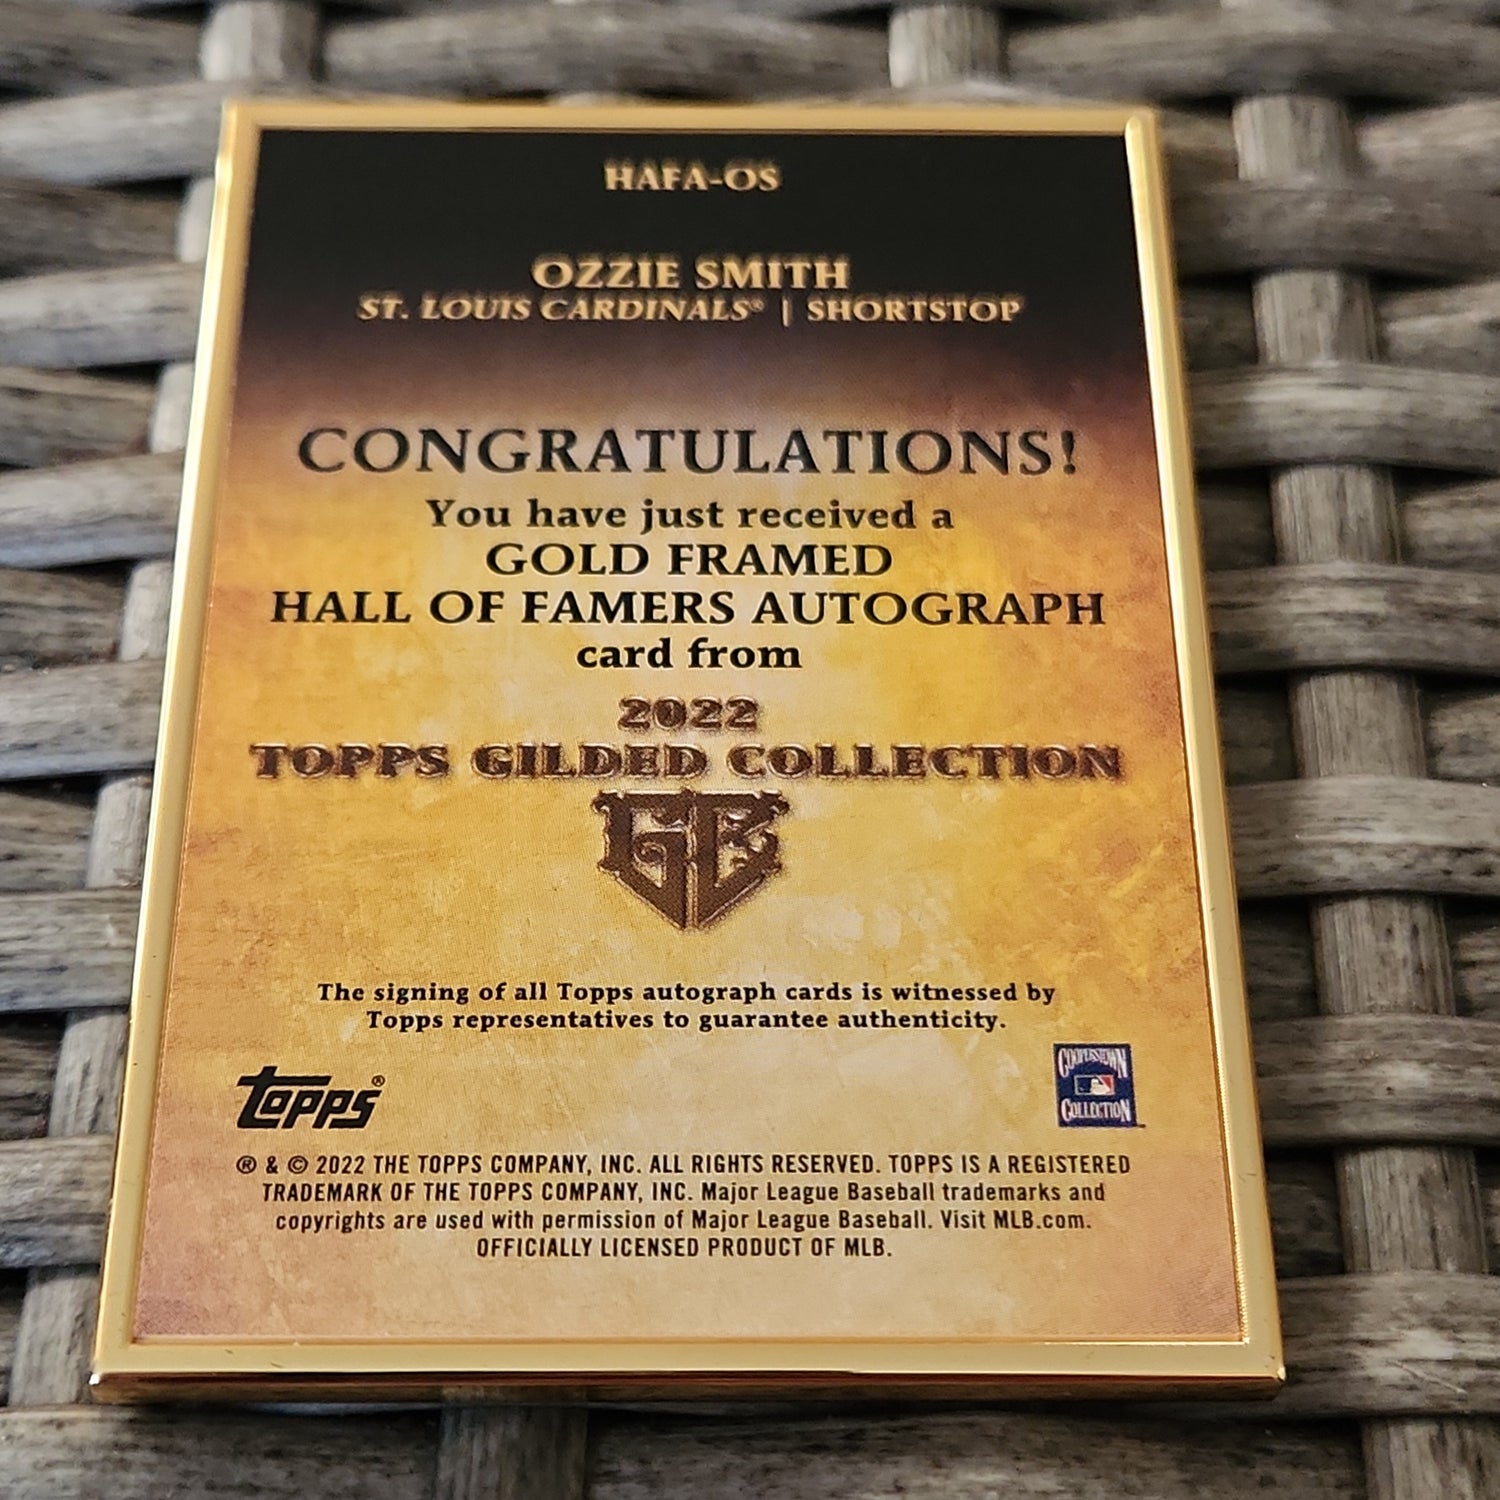 HAFA-OS
OZZIE SMITH
ST. LOUIS CARDINALS® | SHORTSTOP
CONGRATULATIONS!
You have just received a
GOLD FRAMED
HALL OF FAMERS AUTOGRAPH
card from
2022
TOPPS GILDED COLLECTION
GC
The signing of all Topps autograph cards is witnessed by
Topps representatives to guarantee authenticity.
topps®
COOPERSTOWN
COLLECTION
® & © 2022 THE TOPPS COMPANY, INC. ALL RIGHTS RESERVED. TOPPS IS A REGISTERED
TRADEMARK OF THE TOPPS COMPANY, INC. Major League Baseball trademarks and
copyrights are used with permission of Major League Baseball. Visit MLB.com.
OFFICIALLY LICENSED PRODUCT OF MLB.